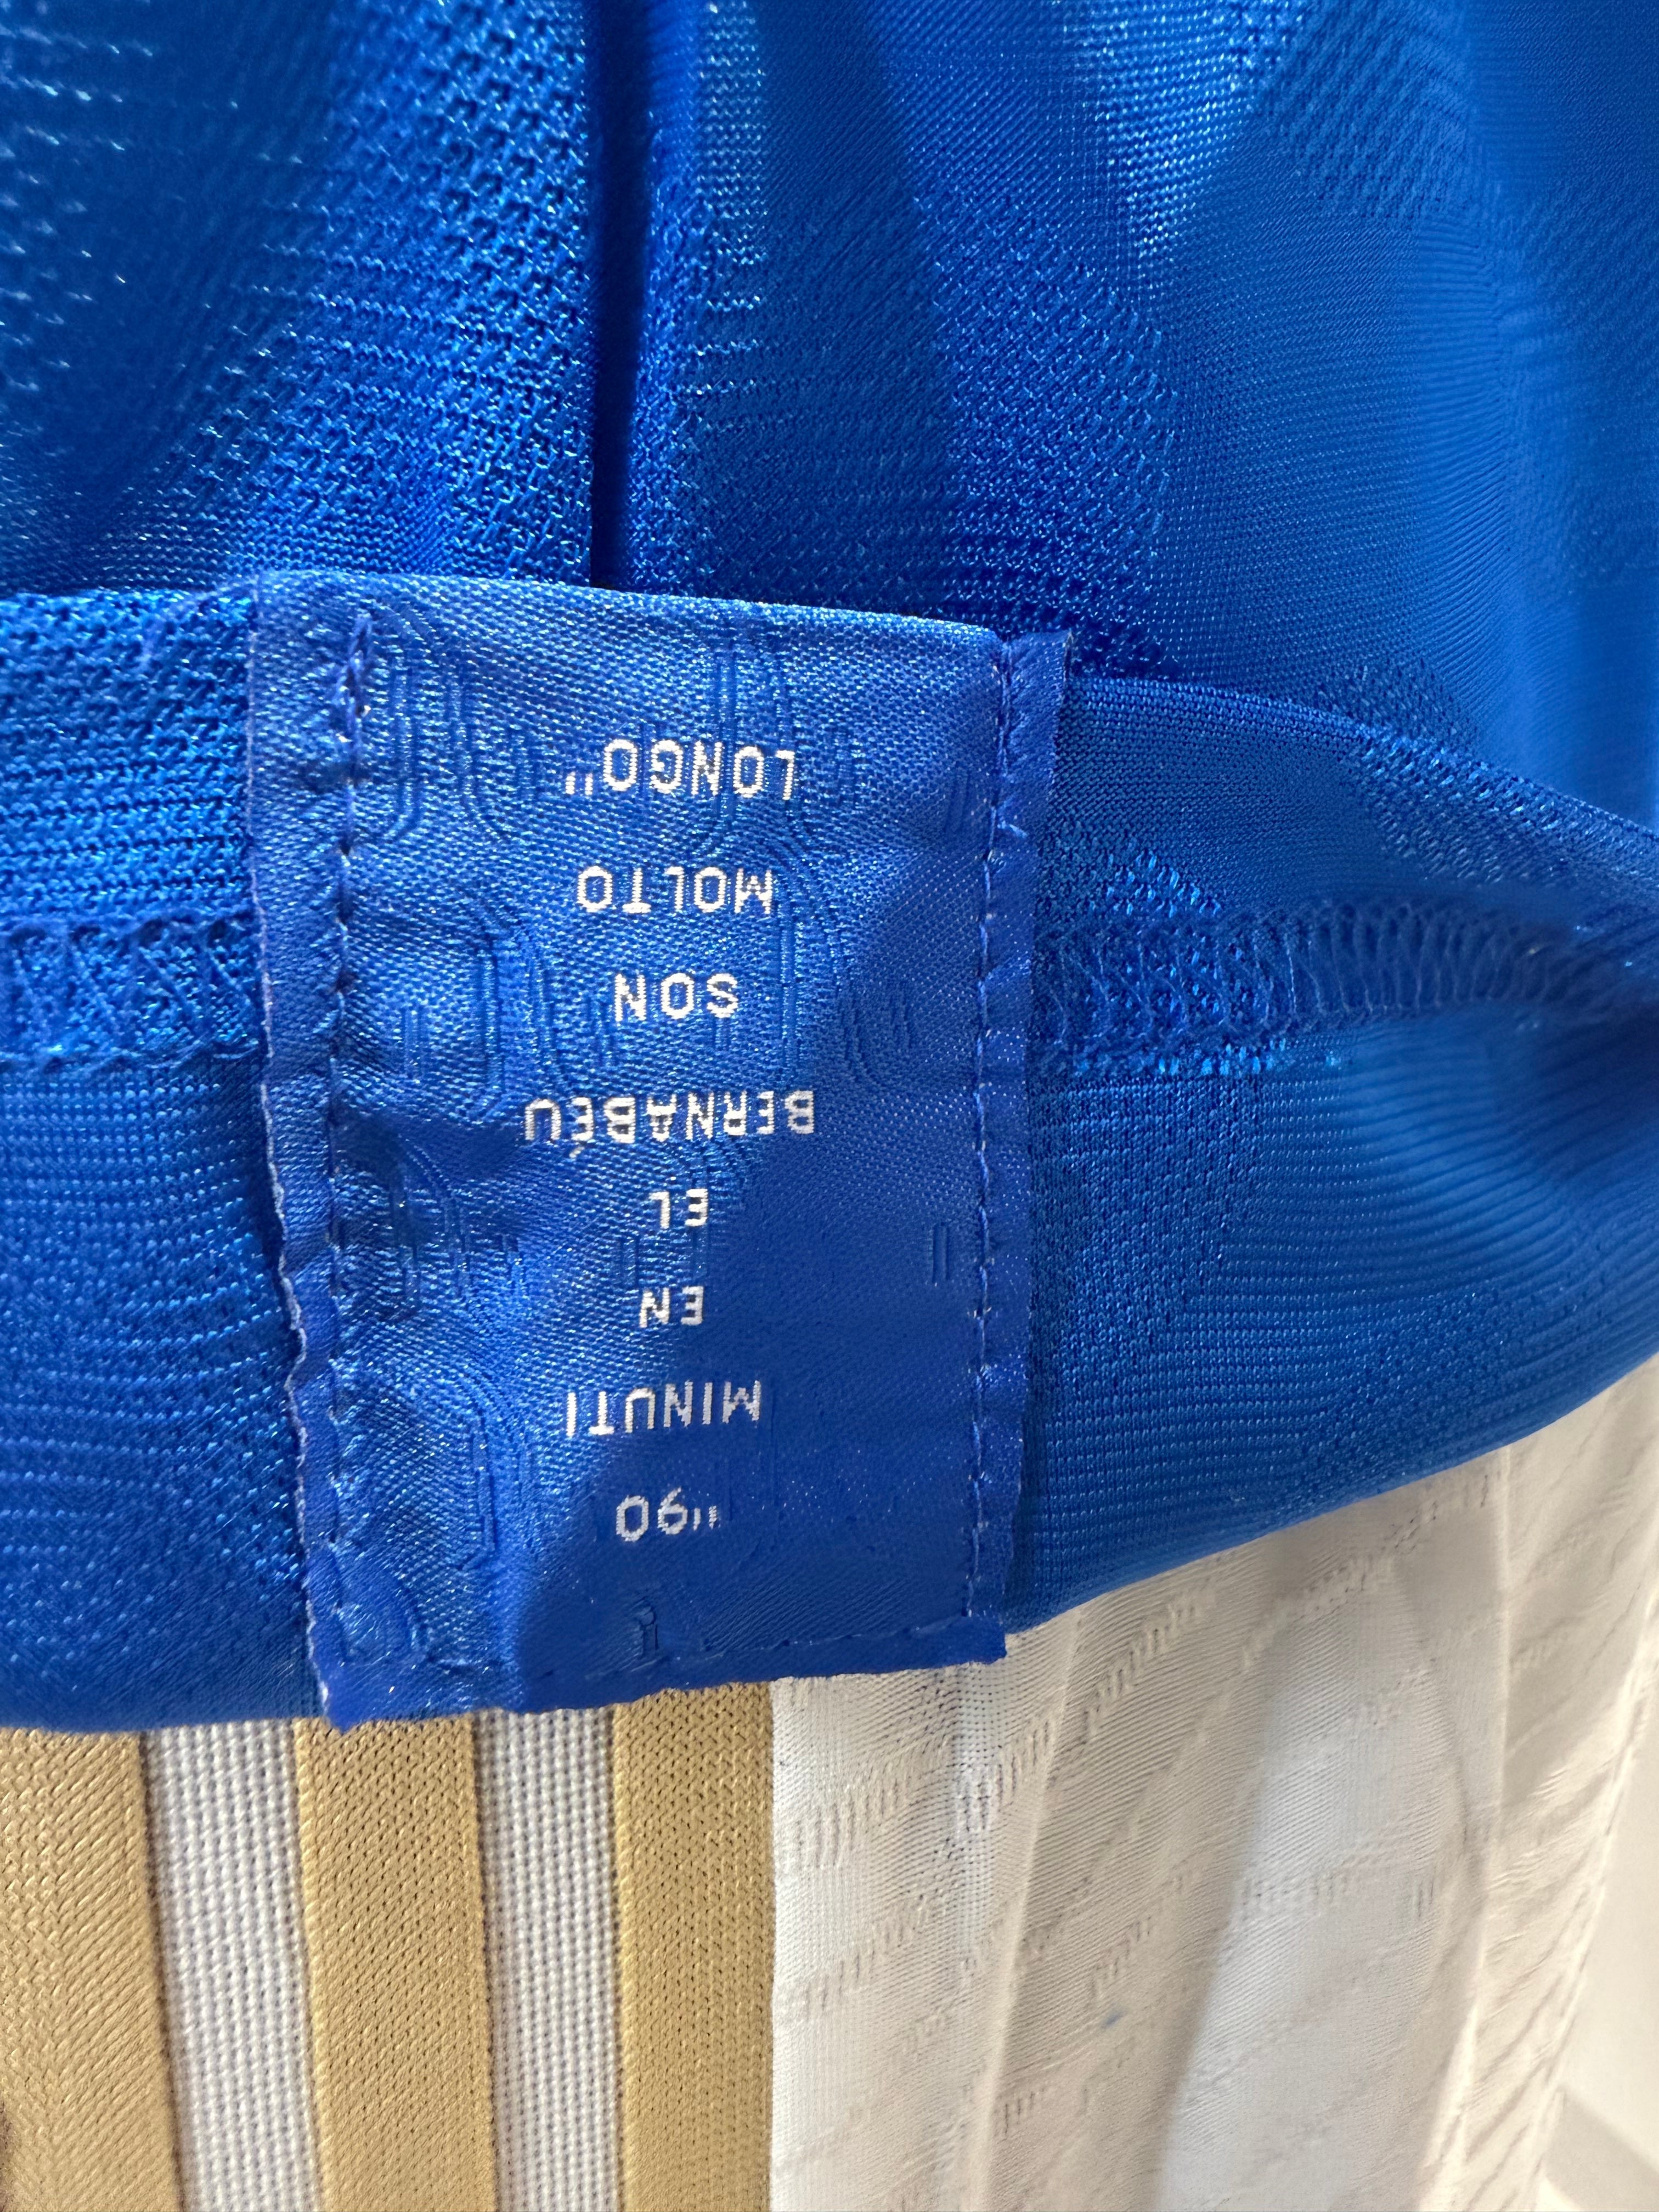 "90
MINUTI
EN
EL
BERNABÉU
SON
MOLTO
LONGO"